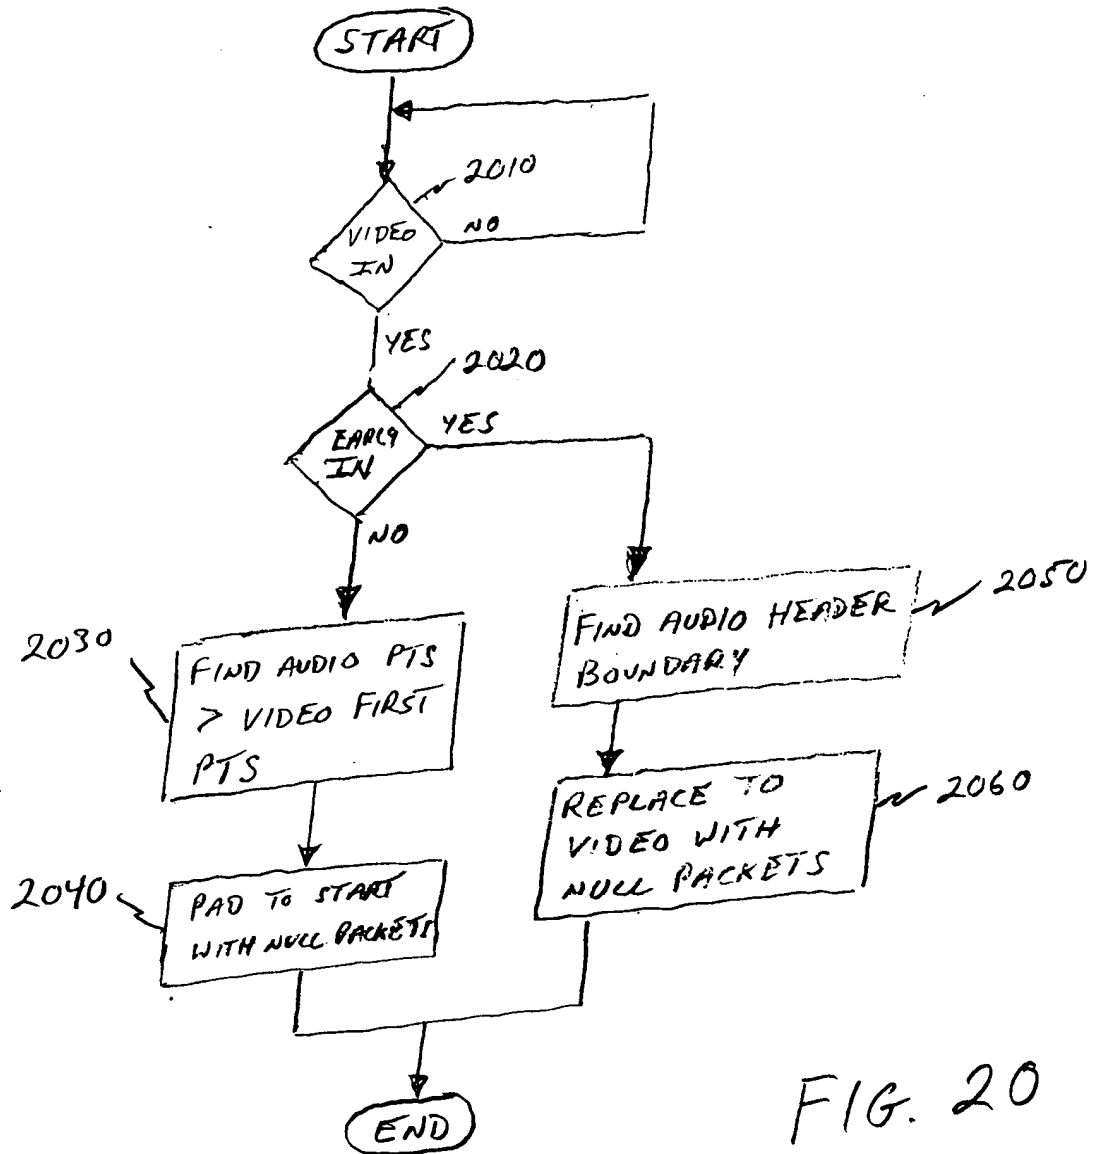 START
2010
VIDEO
IN
NO
YES
2020
EARLY
IN
YES
NO
2030
FIND AUDIO PTS
> VIDEO FIRST
PTS
2050
FIND AUDIO HEADER
BOUNDARY
2040
PAD TO START
WITH NULL PACKETS
2060
REPLACE TO
VIDEO WITH
NULL PACKETS
END
FIG. 20